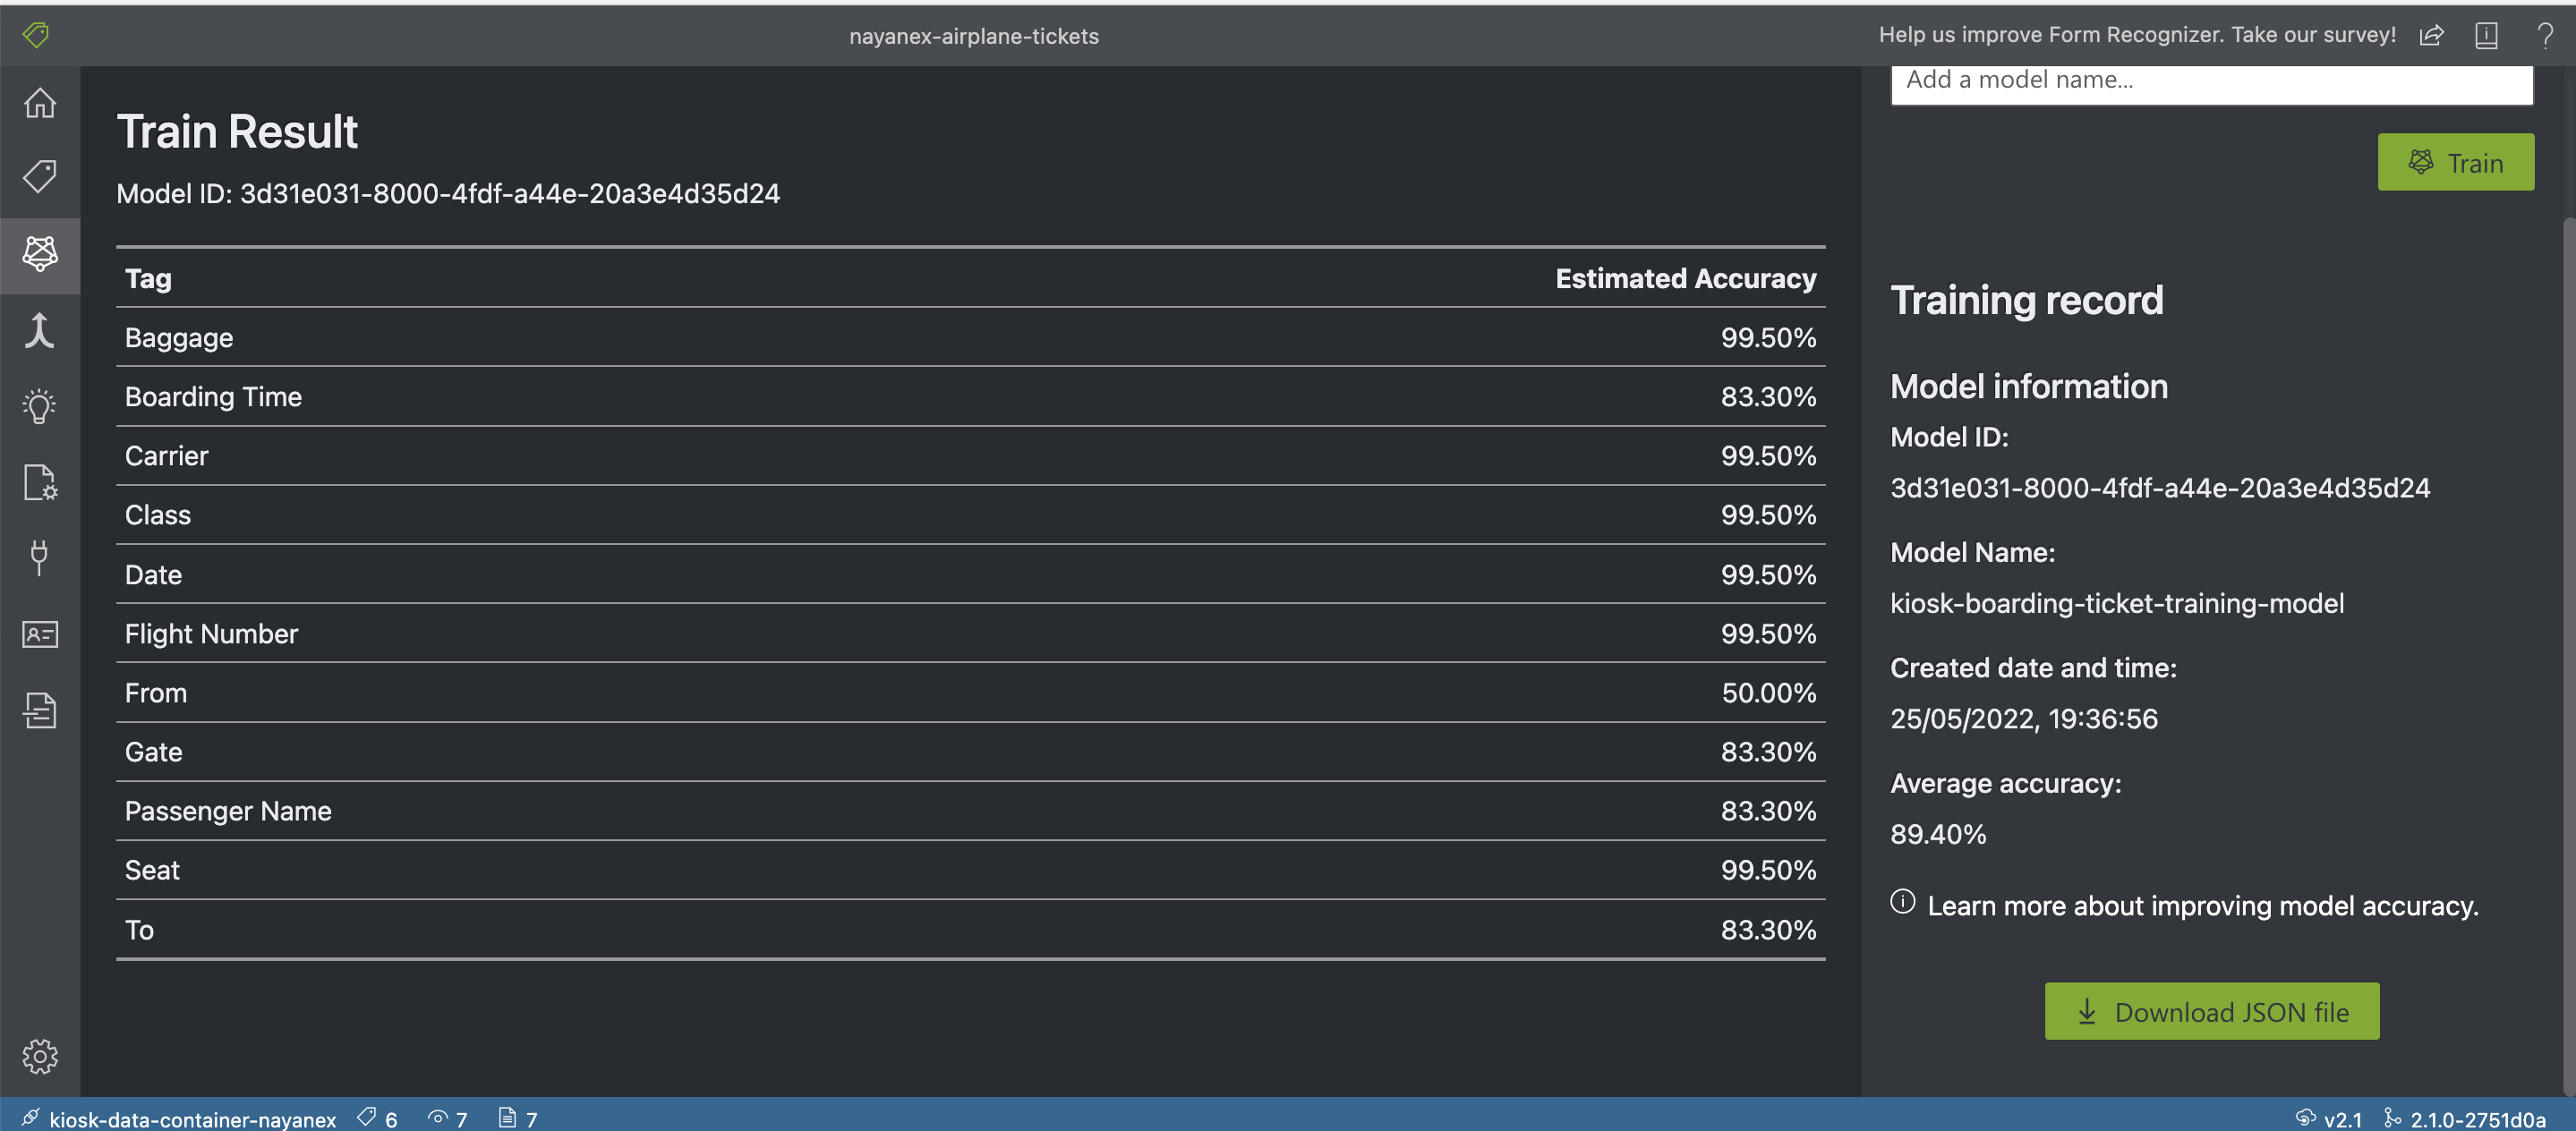 nayanex-airplane-tickets
Help us improve Form Recognizer. Take our survey!
Train Result
Model ID: 3d31e031-8000-4fdf-a44e-20a3e4d35d24
Tag Estimated Accuracy
Baggage 99.50%
Boarding Time 83.30%
Carrier 99.50%
Class 99.50%
Date 99.50%
Flight Number 99.50%
From 50.00%
Gate 83.30%
Passenger Name 83.30%
Seat 99.50%
To 83.30%
Add a model name...
Train
Training record
Model information
Model ID:
3d31e031-8000-4fdf-a44e-20a3e4d35d24
Model Name:
kiosk-boarding-ticket-training-model
Created date and time:
25/05/2022, 19:36:56
Average accuracy:
89.40%
Learn more about improving model accuracy.
Download JSON file
kiosk-data-container-nayanex 6 7 7
v2.1 2.1.0-2751d0a